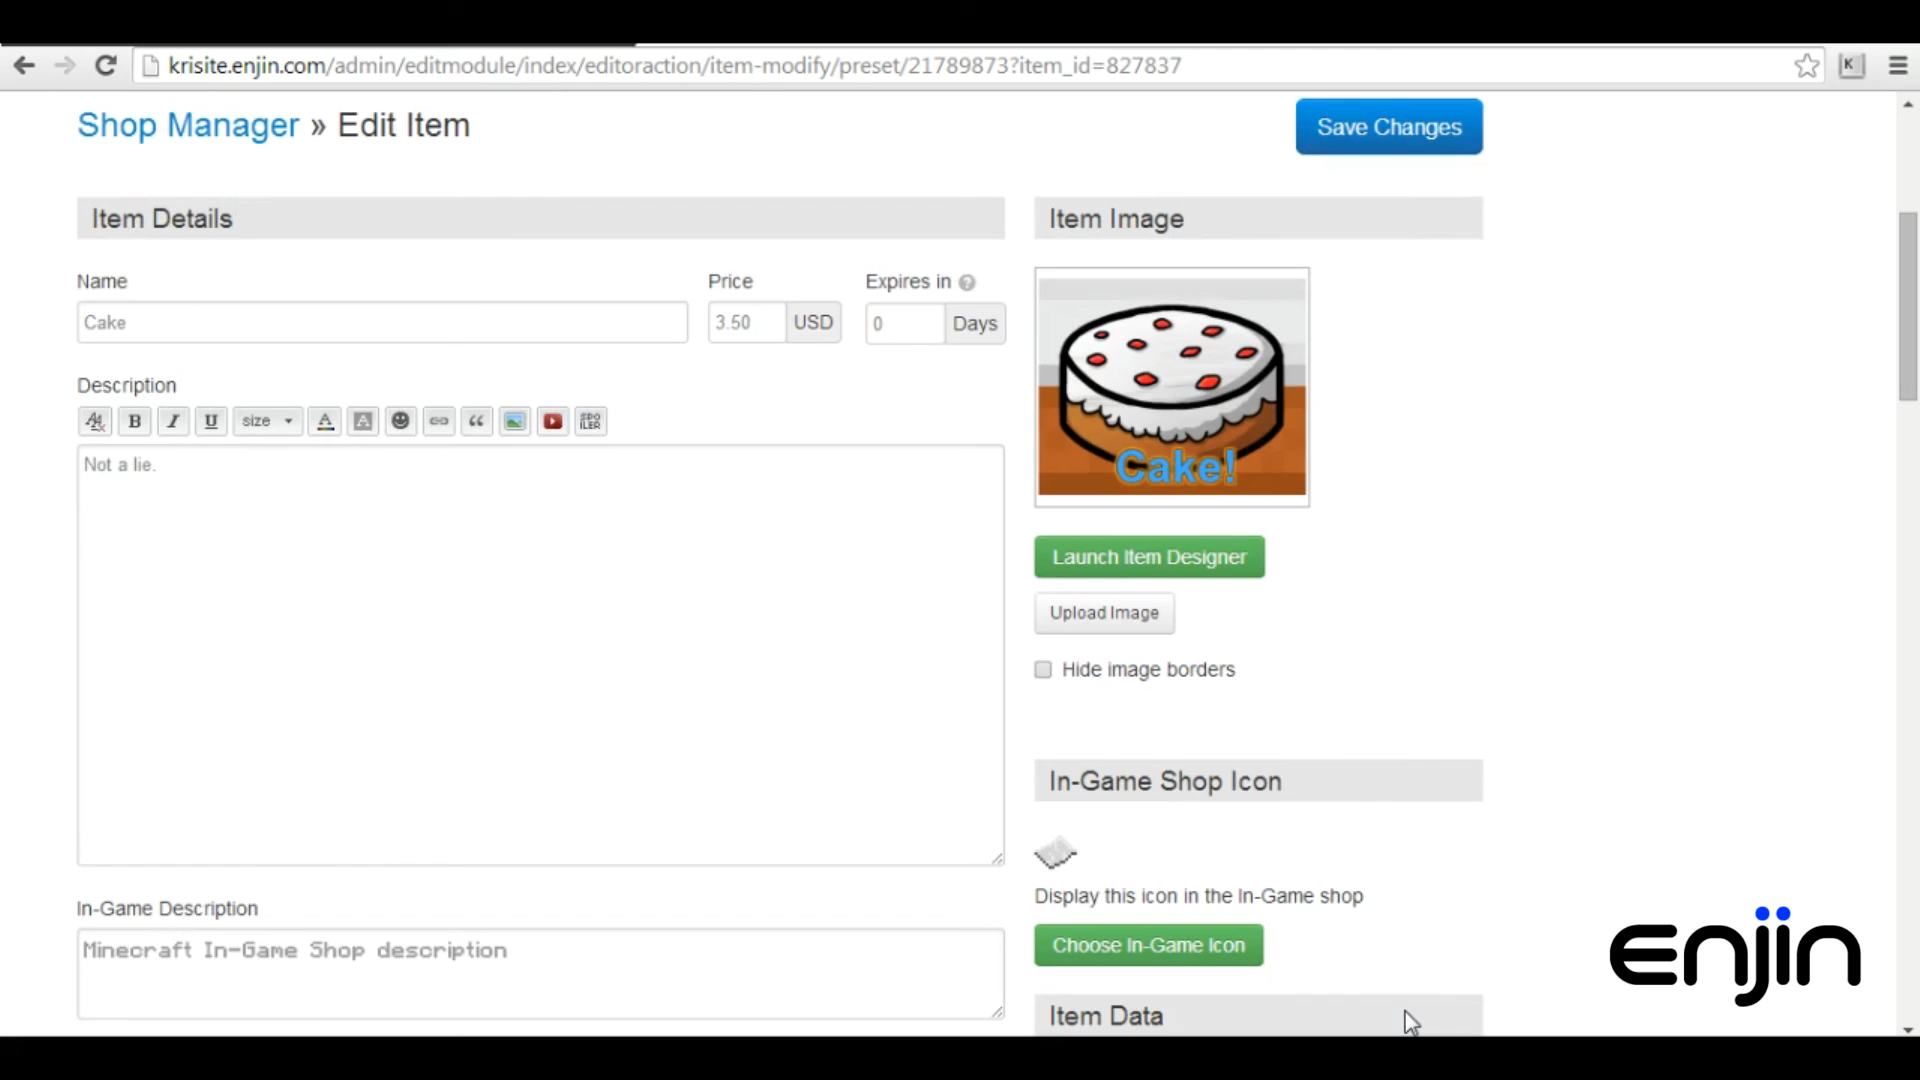 krisite.enjin.com/admin/editmodule/index/editoraction/item-modify/preset/21789873?item_id=827837
K
Shop Manager » Edit Item
Save Changes
Item Details
Item Image
Name
Price
Expires in ?
Cake
3.50 USD
0 Days
Description
B I U size A A
SPO
ILER
Not a lie.
Cake!
Launch Item Designer
Upload Image
Hide image borders
In-Game Shop Icon
Display this icon in the In-Game shop
Choose In-Game Icon
In-Game Description
Minecraft In-Game Shop description
Item Data
enjin